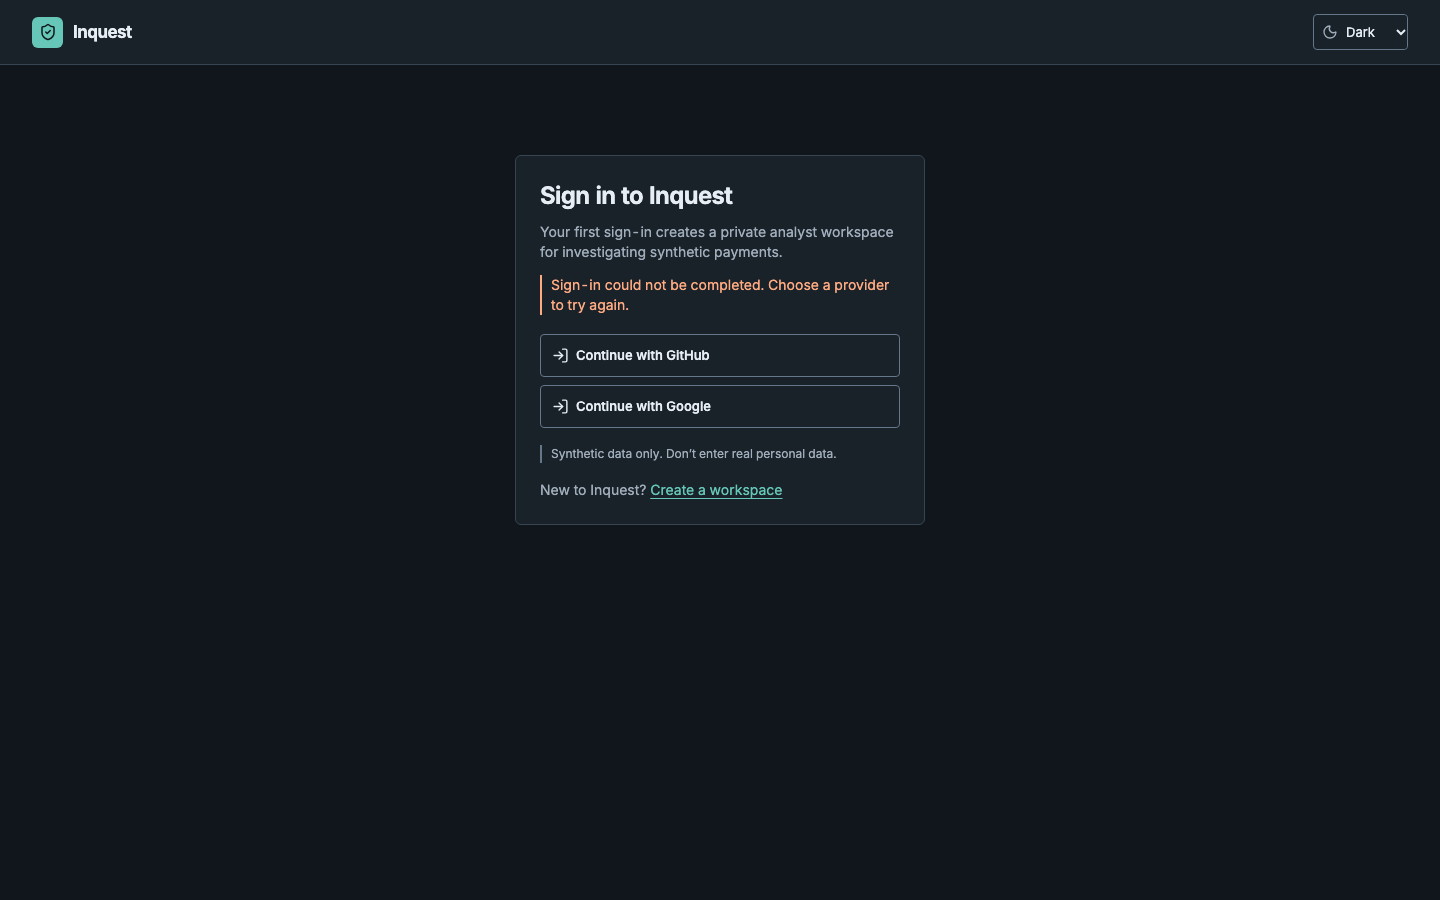 Inquest
Dark
Sign in to Inquest
Your first sign-in creates a private analyst workspace
for investigating synthetic payments.
Sign-in could not be completed. Choose a provider
to try again.
Continue with GitHub
Continue with Google
Synthetic data only. Don’t enter real personal data.
New to Inquest? Create a workspace